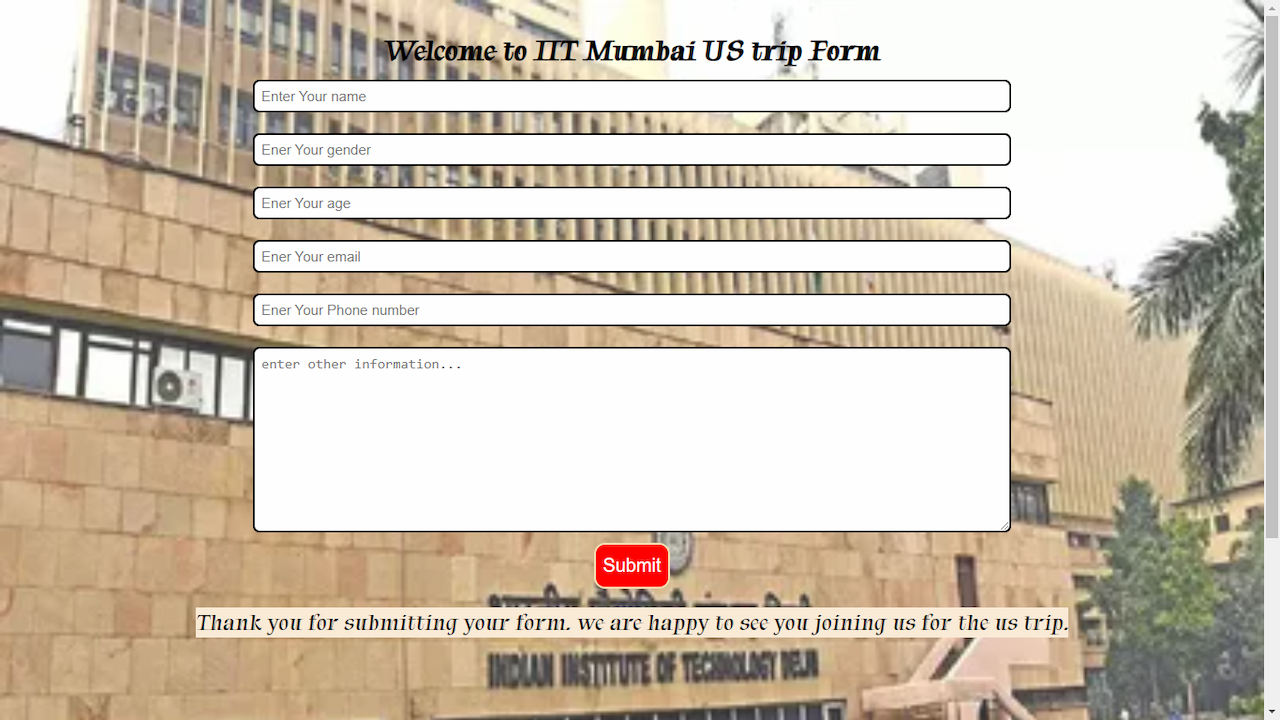 Welcome to IIT Mumbai US trip Form
Enter Your name
Ener Your gender
Ener Your age
Ener Your email
Ener Your Phone number
enter other information...
Submit
Thank you for submitting your form. we are happy to see you joining us for the us trip.
INDIAN INSTITUTE OF TECHNOLOGY DELHI